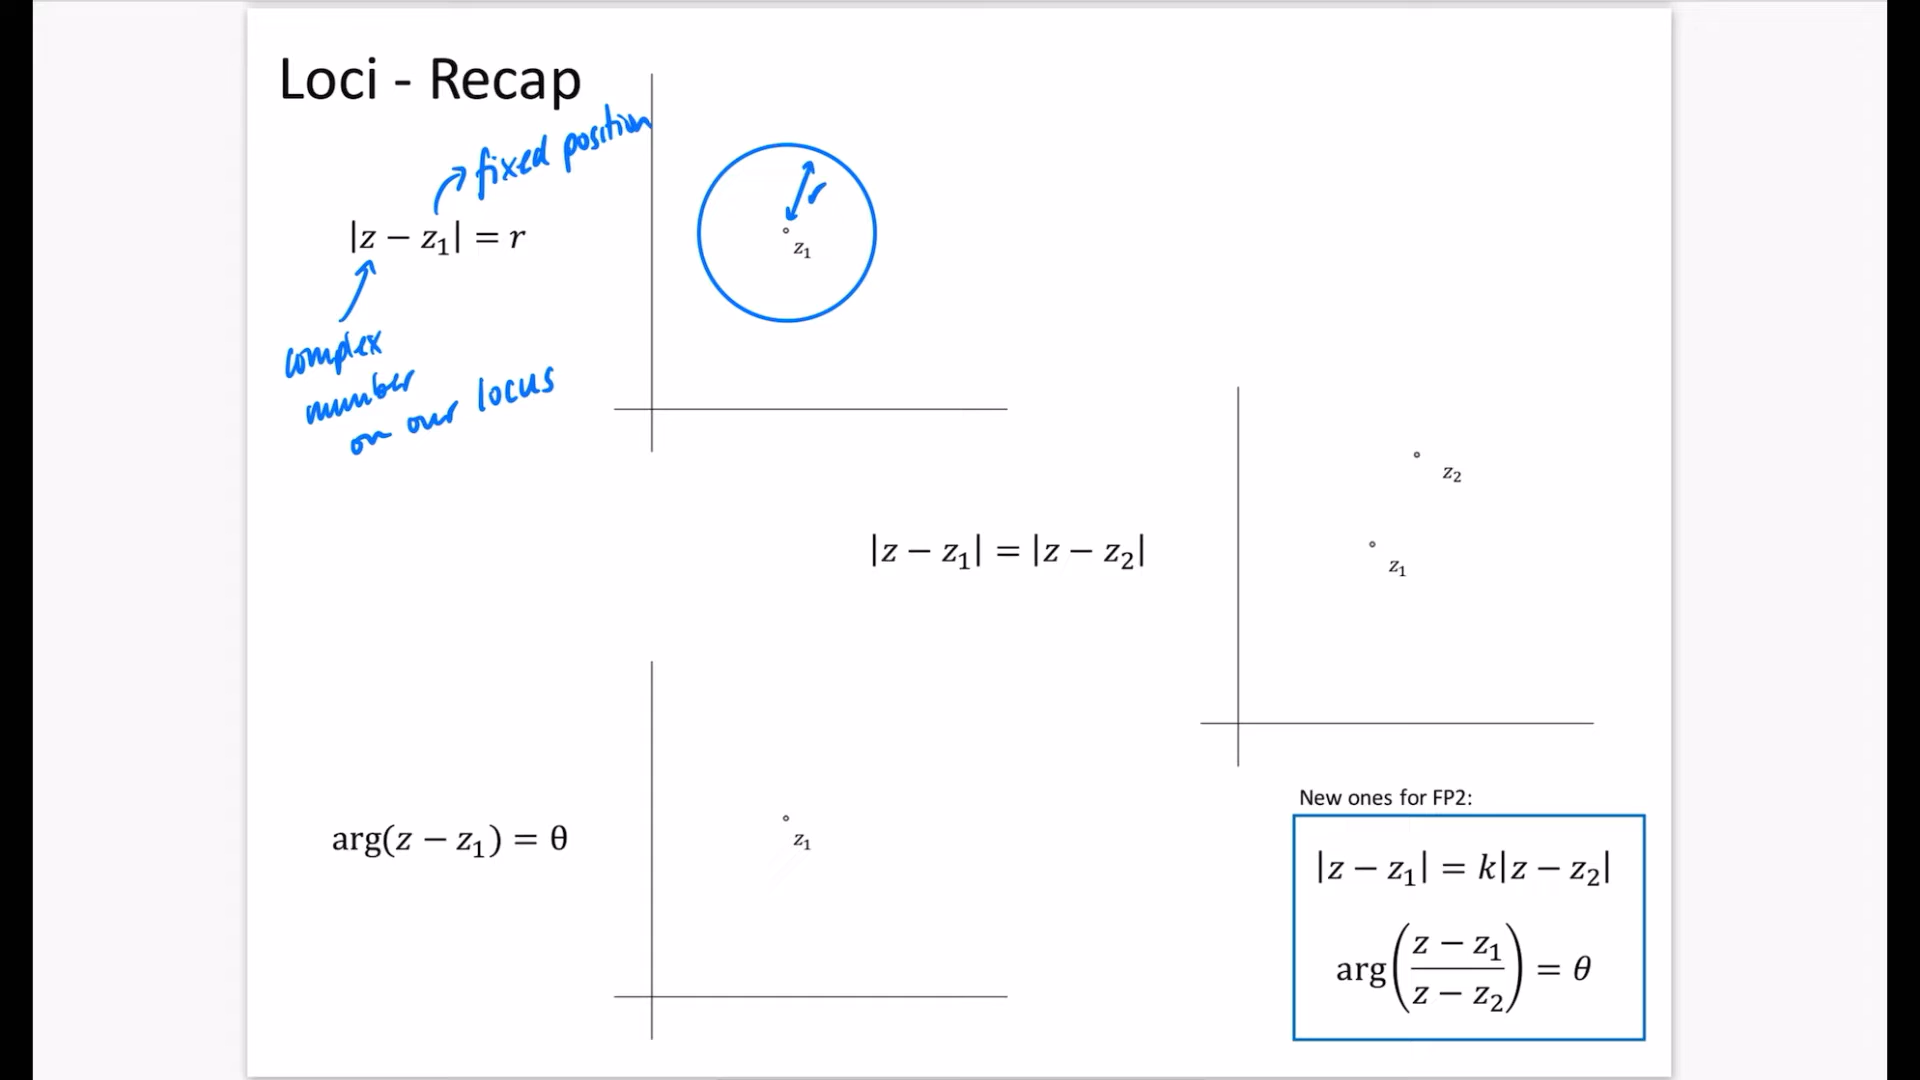 Loci - Recap
fixed position
|z − z₁| = r
r
z₁
complex
number
on our locus
z₂
|z − z₁| = |z − z₂|
z₁
arg(z − z₁) = θ
z₁
New ones for FP2:
|z − z₁| = k|z − z₂|
arg((z − z₁)/(z − z₂)) = θ